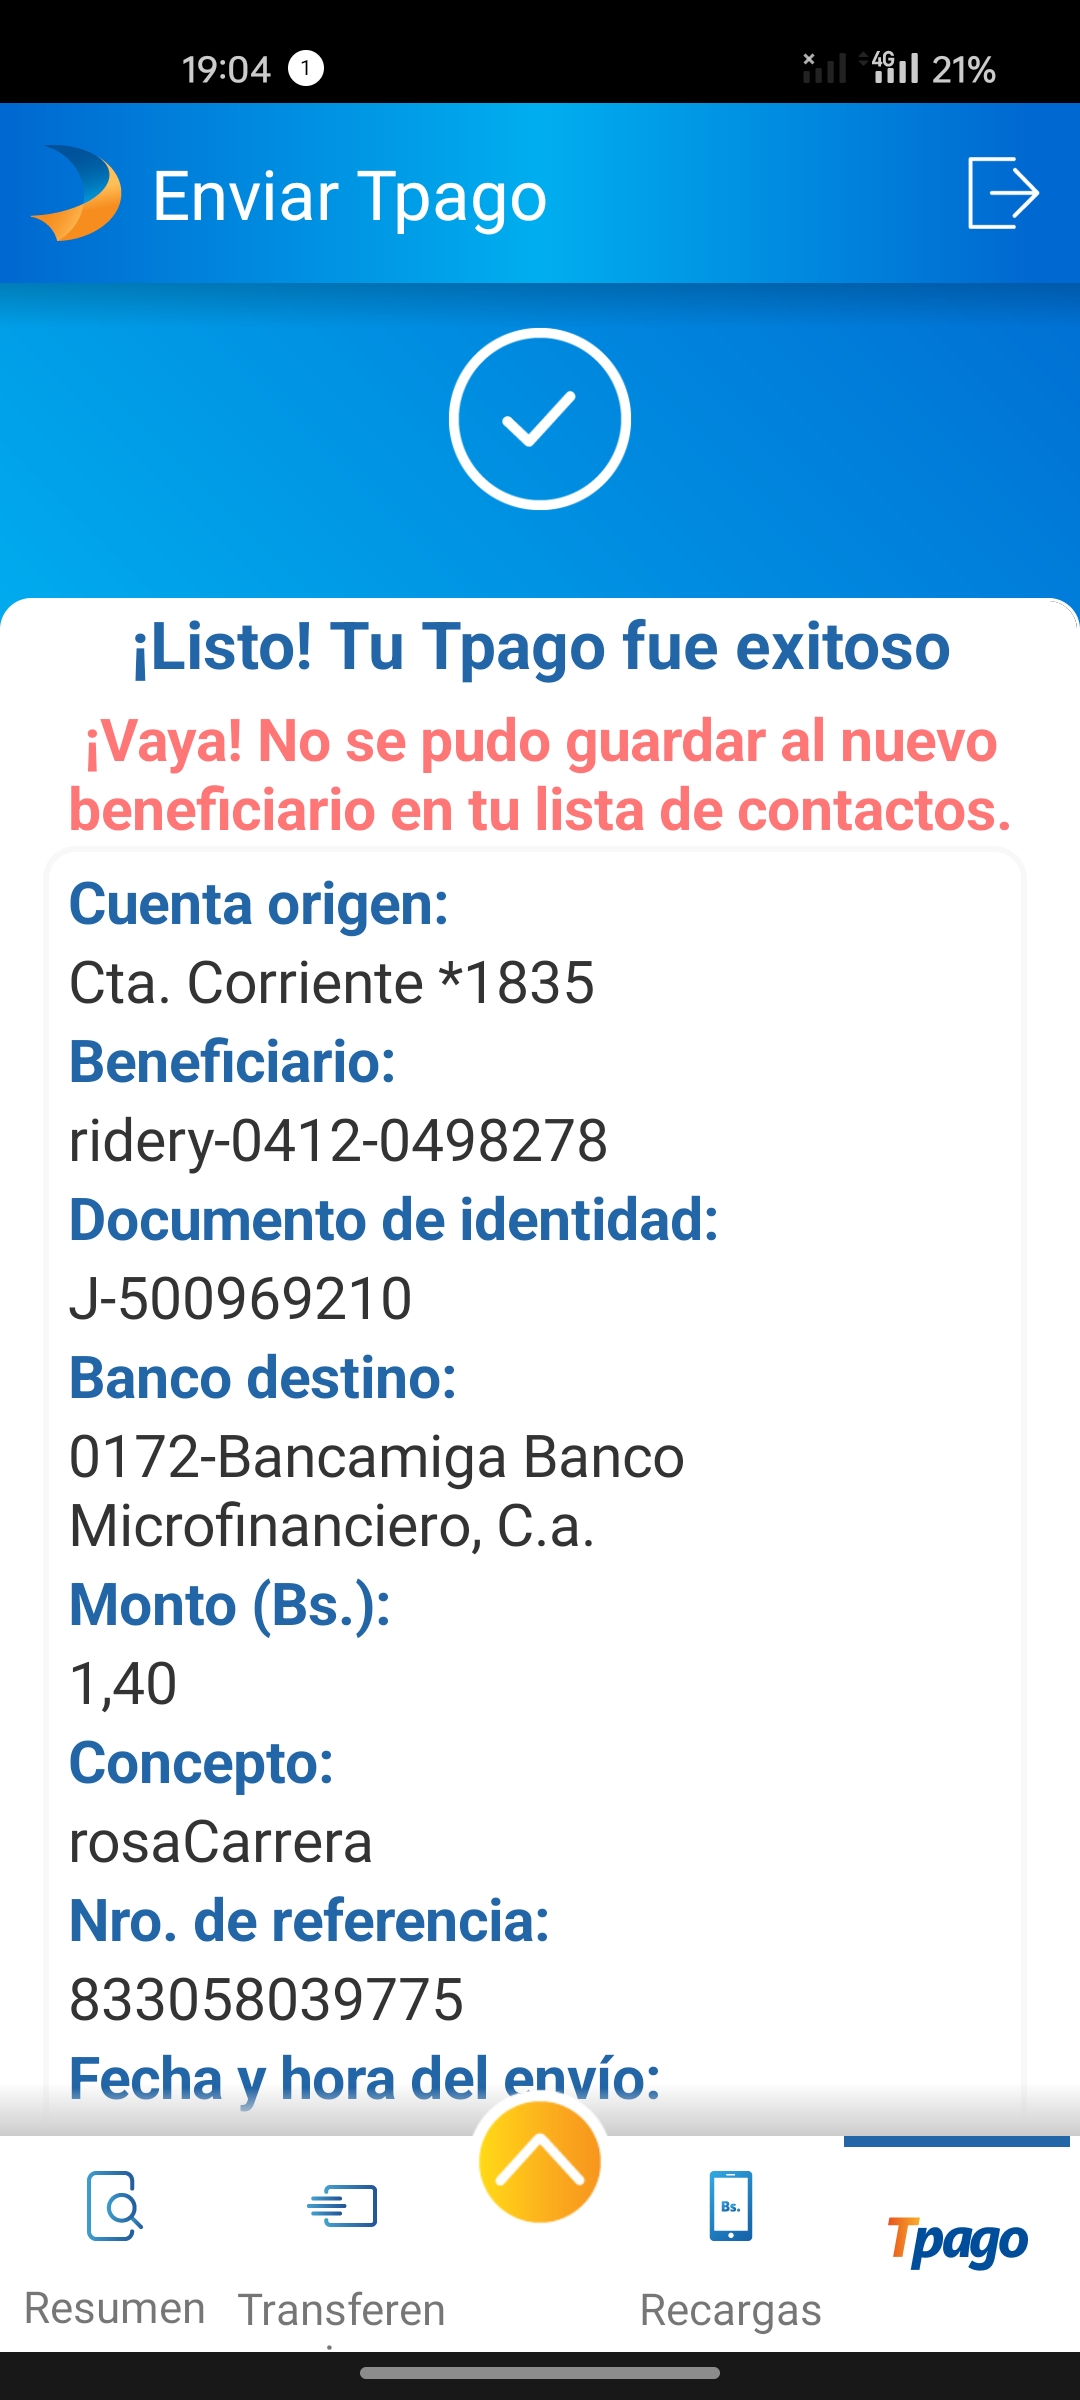 19:04 1 4G 21%
Enviar Tpago
¡Listo! Tu Tpago fue exitoso
¡Vaya! No se pudo guardar al nuevo
beneficiario en tu lista de contactos.
Cuenta origen:
Cta. Corriente *1835
Beneficiario:
ridery-0412-0498278
Documento de identidad:
J-500969210
Banco destino:
0172-Bancamiga Banco
Microfinanciero, C.a.
Monto (Bs.):
1,40
Concepto:
rosaCarrera
Nro. de referencia:
833058039775
Fecha y hora del envío:
Bs.
Tpago
Resumen Transferen Recargas